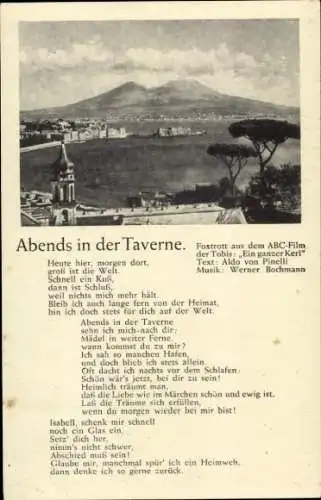 Abends in der Taverne.
Foxtrott aus dem ABC-Film
der Tobis: „Ein ganzer Kerl"
Text: Aldo von Pinelli
Musik: Werner Bochmann
Heute hier, morgen dort,
groß ist die Welt.
Schnell ein Kuß,
dann ist Schluß,
weil nichts mich mehr hält.
Bleib ich auch lange fern von der Heimat,
bin ich doch stets für dich auf der Welt.
Abends in der Taverne
sehn ich mich nach dir;
Mädel in weiter Ferne,
wann kommst du zu mir?
Ich sah so manchen Hafen,
und doch blieb ich stets allein.
Oft dacht ich nachts vor dem Schlafen:
Schön wär's jetzt, bei dir zu sein!
Heimlich träumt man,
daß die Liebe wie im Märchen schön und ewig ist.
Laß die Träume sich erfüllen,
wenn du morgen wieder bei mir bist!
Isabell, schenk mir schnell
noch ein Glas ein.
Setz' dich her,
nimm's nicht schwer,
Abschied muß sein!
Glaube mir, manchmal spür' ich ein Heimweh,
dann denke ich so gerne zurück.